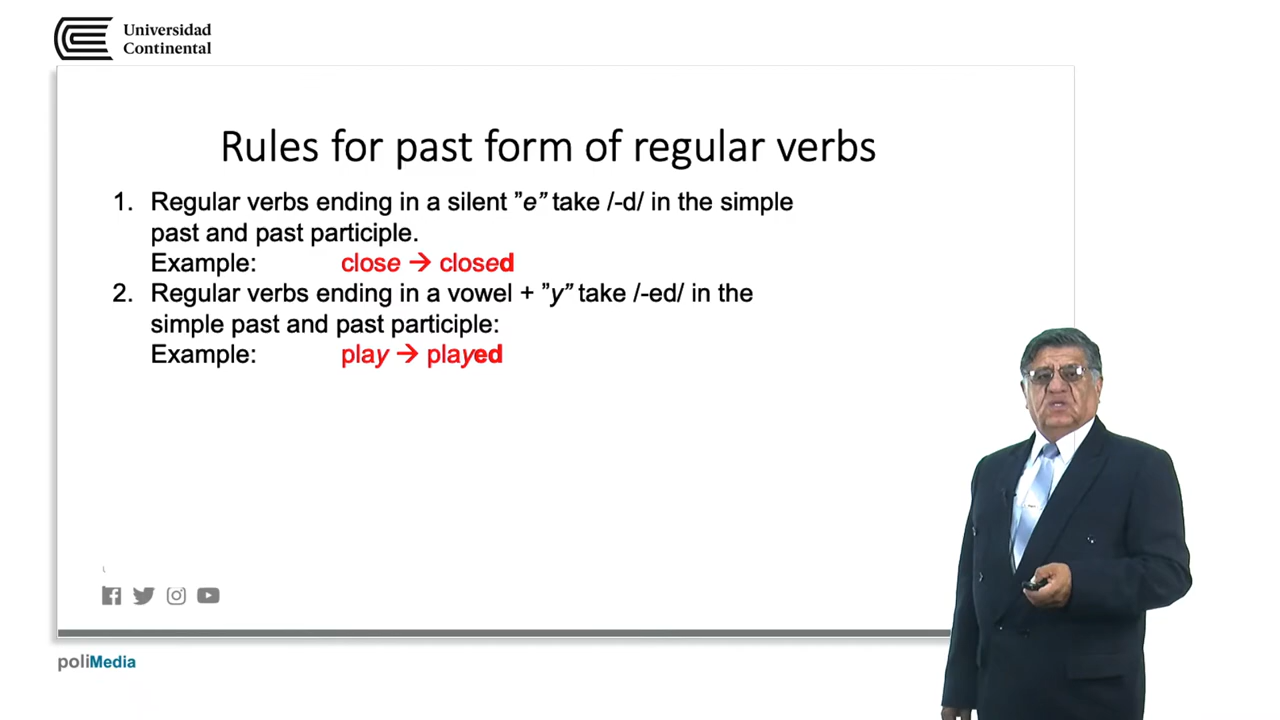 Universidad
Continental
Rules for past form of regular verbs
1. Regular verbs ending in a silent ”e” take /-d/ in the simple
past and past participle.
Example: close → closed
2. Regular verbs ending in a vowel + ”y” take /-ed/ in the
simple past and past participle:
Example: play → played
poliMedia